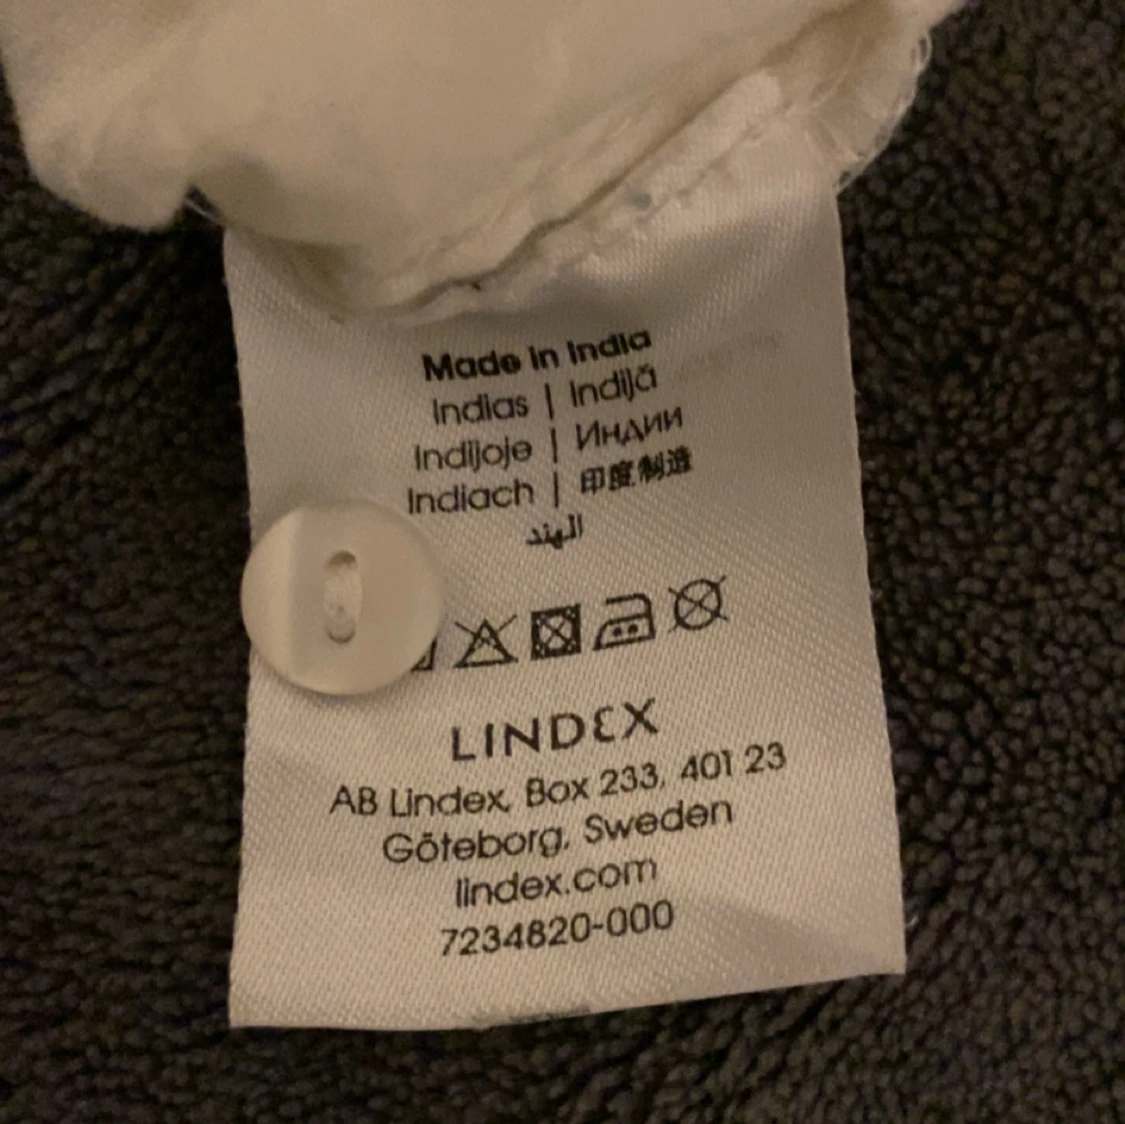 Made in India
Indias | Indijā
Indijoje | Индии
Indiach | 印度制造
الهند
LINDEX
AB Lindex, Box 233, 401 23
Göteborg, Sweden
lindex.com
7234820-000